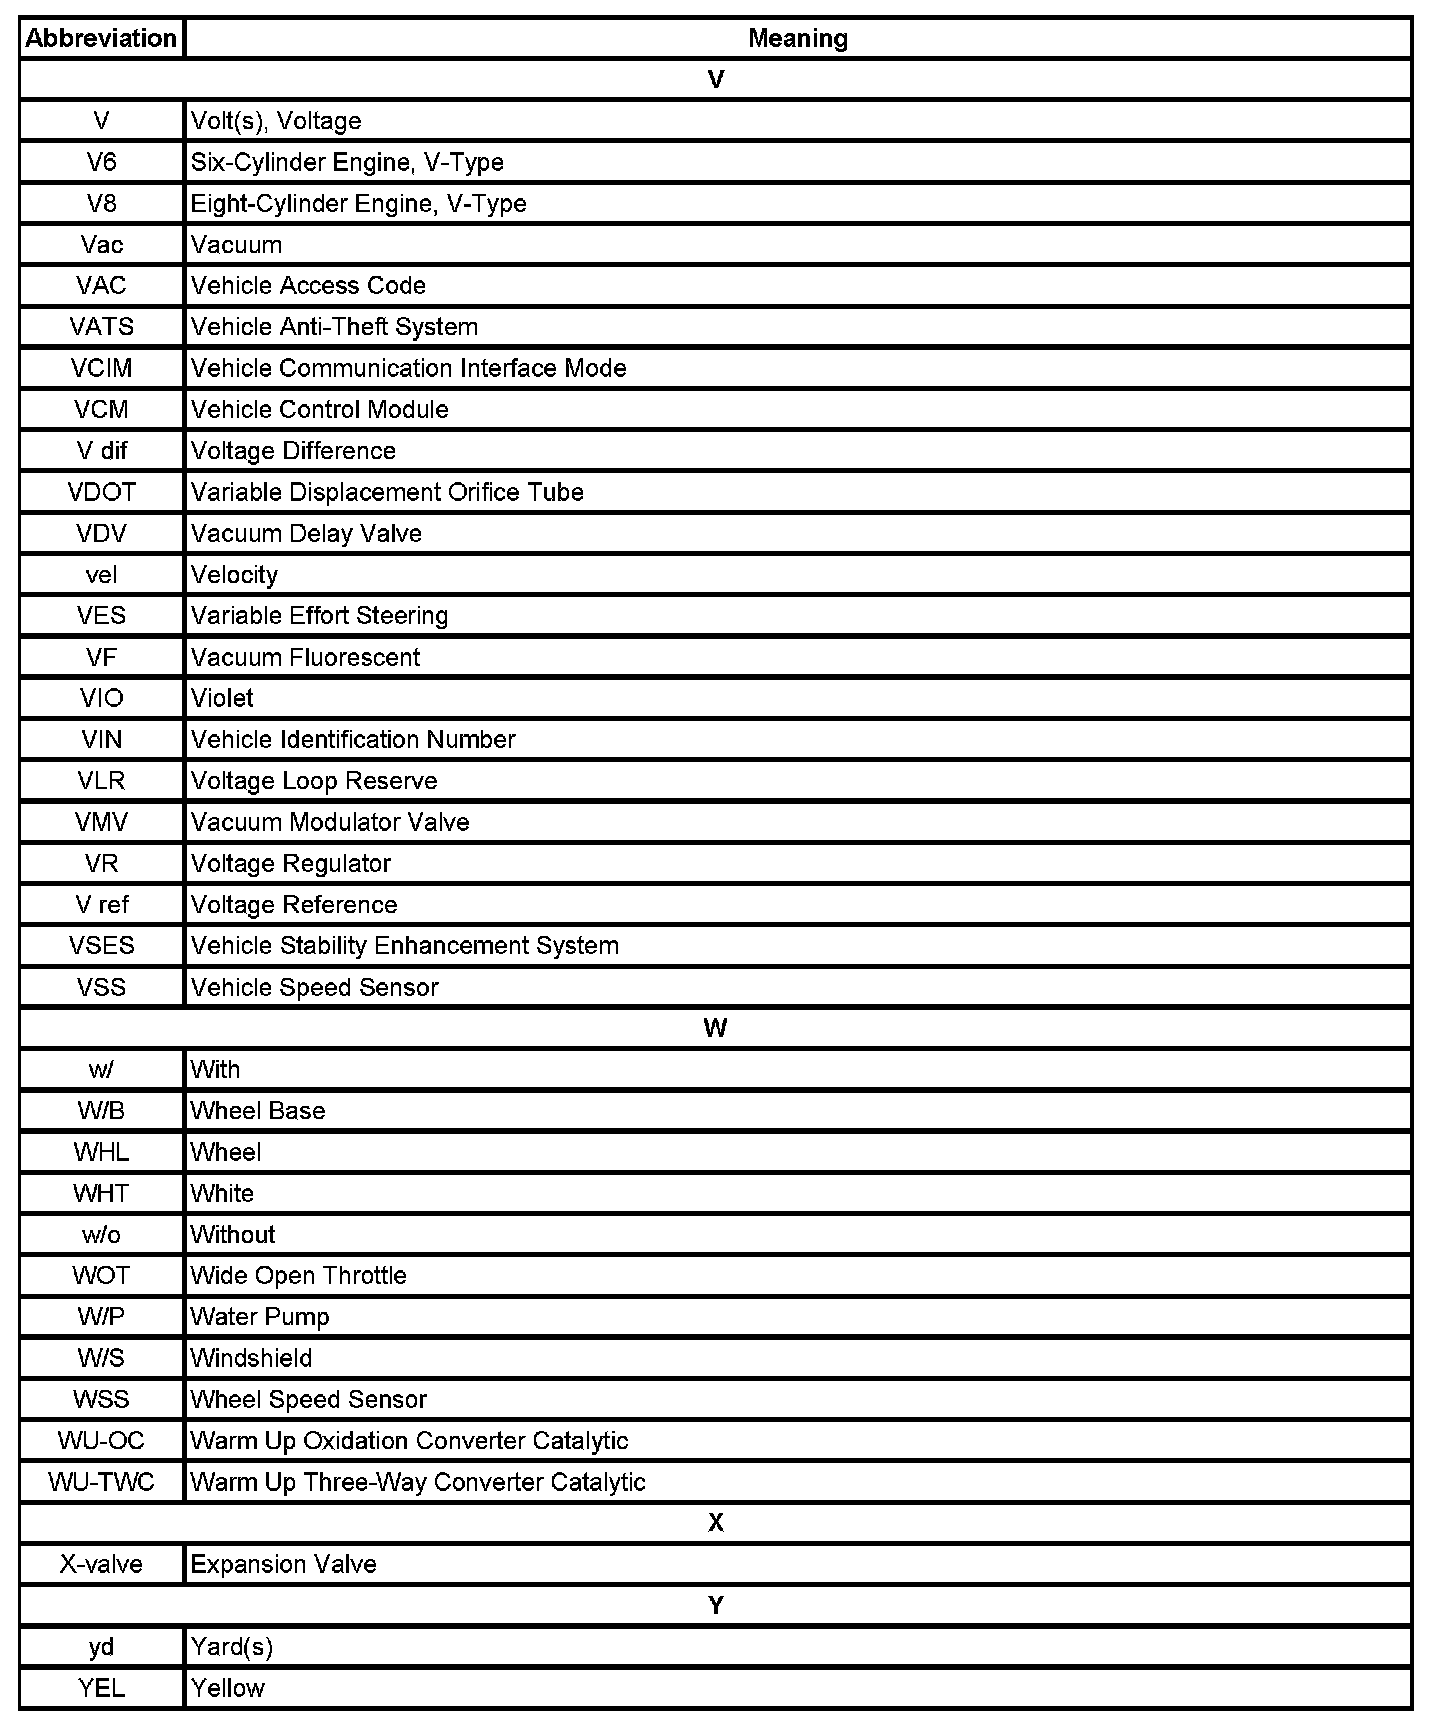 Abbreviation Meaning
V
V Volt(s), Voltage
V6 Six-Cylinder Engine, V-Type
V8 Eight-Cylinder Engine, V-Type
Vac Vacuum
VAC Vehicle Access Code
VATS Vehicle Anti-Theft System
VCIM Vehicle Communication Interface Mode
VCM Vehicle Control Module
V dif Voltage Difference
VDOT Variable Displacement Orifice Tube
VDV Vacuum Delay Valve
vel Velocity
VES Variable Effort Steering
VF Vacuum Fluorescent
VIO Violet
VIN Vehicle Identification Number
VLR Voltage Loop Reserve
VMV Vacuum Modulator Valve
VR Voltage Regulator
V ref Voltage Reference
VSES Vehicle Stability Enhancement System
VSS Vehicle Speed Sensor
W
w/ With
W/B Wheel Base
WHL Wheel
WHT White
w/o Without
WOT Wide Open Throttle
W/P Water Pump
W/S Windshield
WSS Wheel Speed Sensor
WU-OC Warm Up Oxidation Converter Catalytic
WU-TWC Warm Up Three-Way Converter Catalytic
X
X-valve Expansion Valve
Y
yd Yard(s)
YEL Yellow